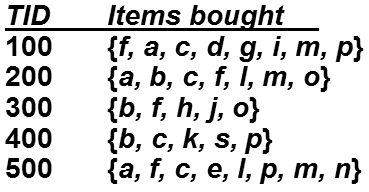 TID Items bought
100 {f, a, c, d, g, i, m, p}
200 {a, b, c, f, l, m, o}
300 {b, f, h, j, o}
400 {b, c, k, s, p}
500 {a, f, c, e, l, p, m, n}